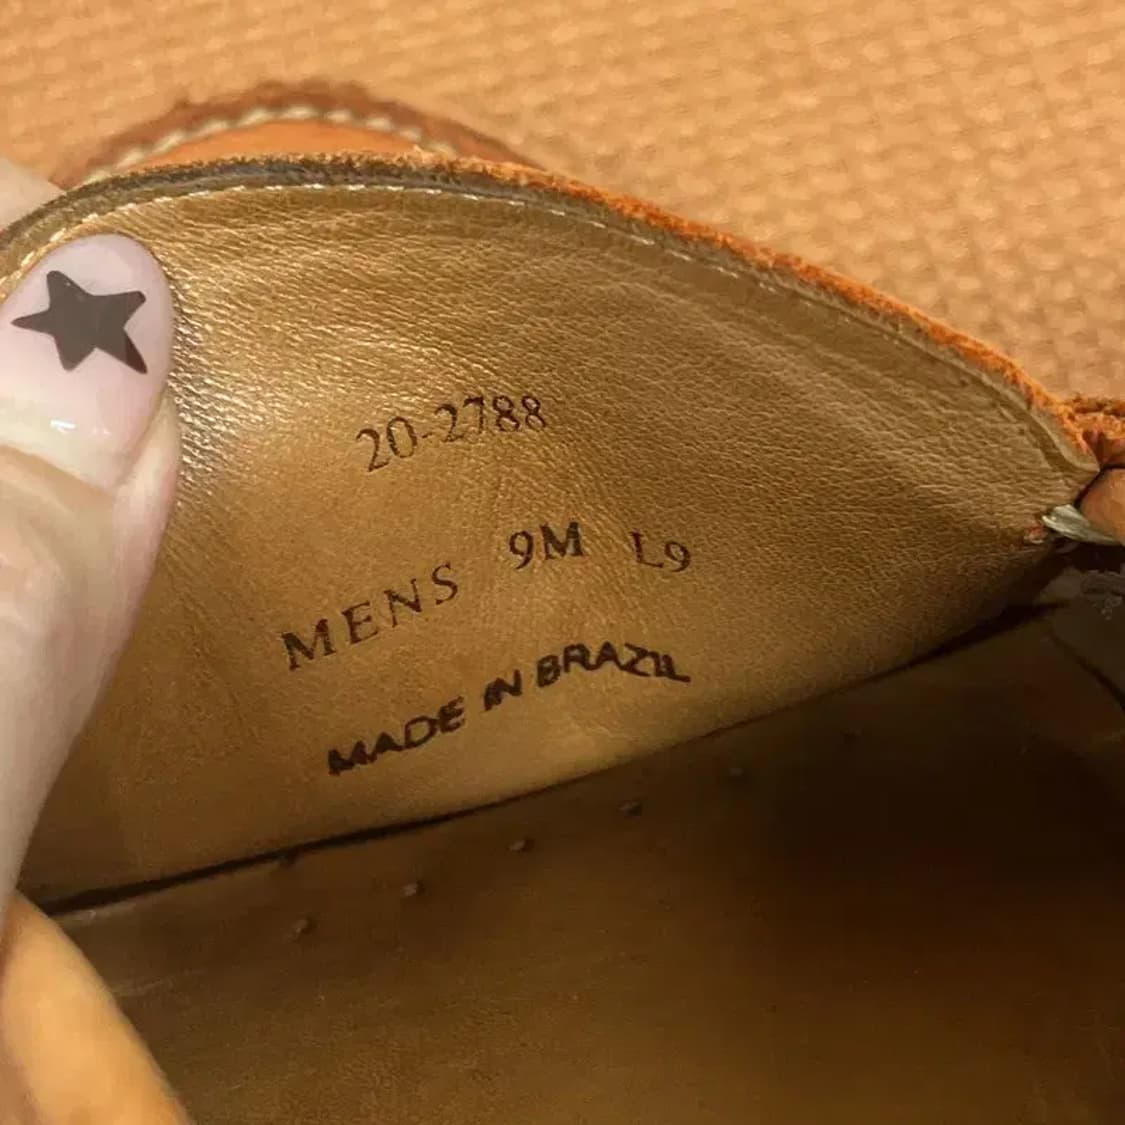 20-2788
MENS 9M L9
MADE IN BRAZIL